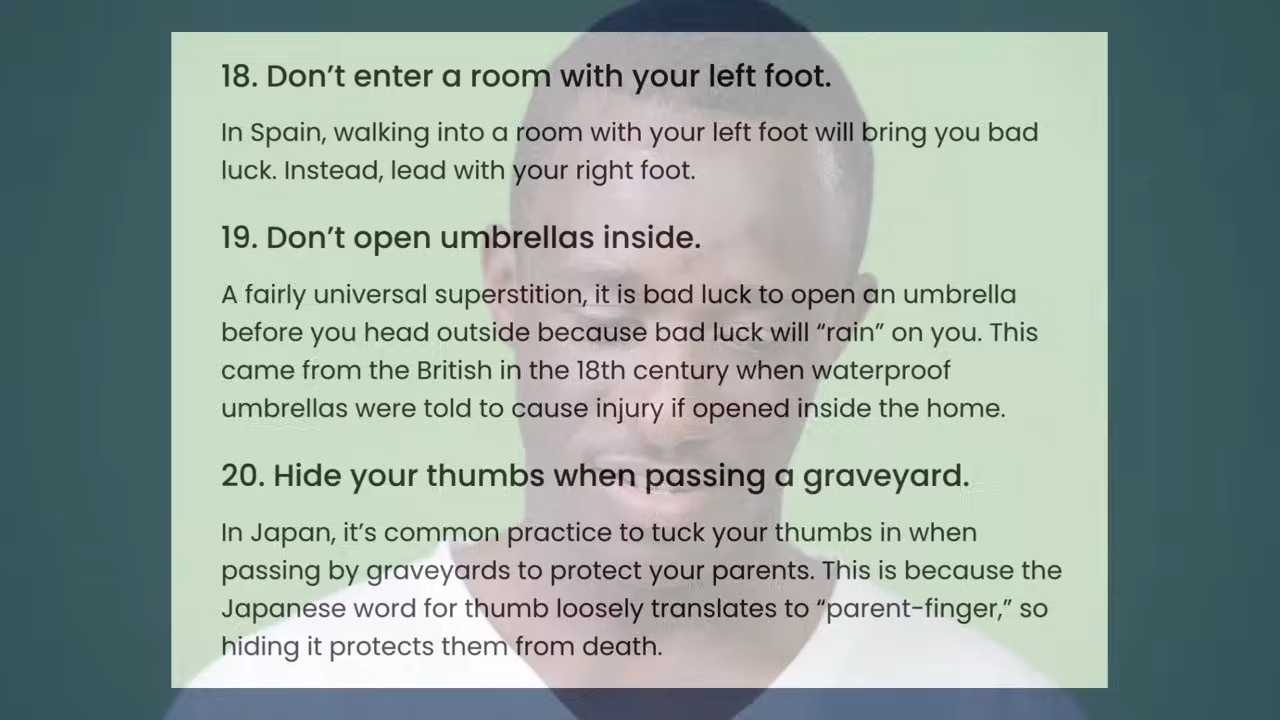 18. Don’t enter a room with your left foot.
In Spain, walking into a room with your left foot will bring you bad
luck. Instead, lead with your right foot.
19. Don’t open umbrellas inside.
A fairly universal superstition, it is bad luck to open an umbrella
before you head outside because bad luck will “rain” on you. This
came from the British in the 18th century when waterproof
umbrellas were told to cause injury if opened inside the home.
20. Hide your thumbs when passing a graveyard.
In Japan, it’s common practice to tuck your thumbs in when
passing by graveyards to protect your parents. This is because the
Japanese word for thumb loosely translates to “parent-finger,” so
hiding it protects them from death.